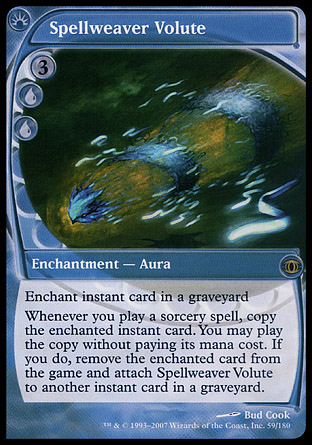 Spellweaver Volute
3
Enchantment — Aura
Enchant instant card in a graveyard
Whenever you play a sorcery spell, copy
the enchanted instant card. You may play
the copy without paying its mana cost. If
you do, remove the enchanted card from
the game and attach Spellweaver Volute
to another instant card in a graveyard.
Bud Cook
™ & © 1993–2007 Wizards of the Coast, Inc. 59/180